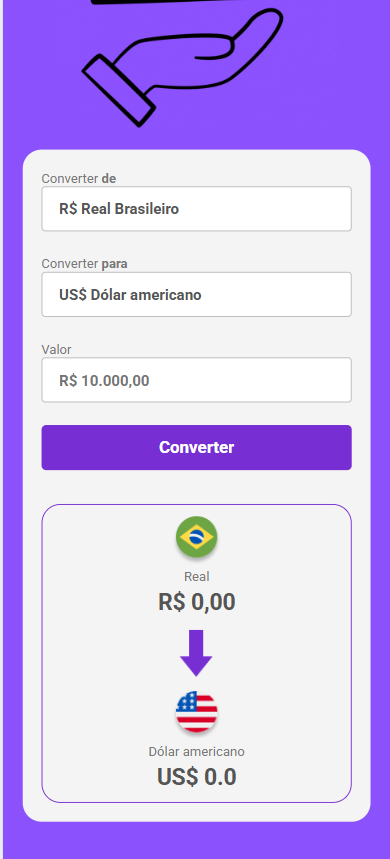 Converter de
R$ Real Brasileiro
Converter para
US$ Dólar americano
Valor
R$ 10.000,00
Converter
Real
R$ 0,00
Dólar americano
US$ 0.0